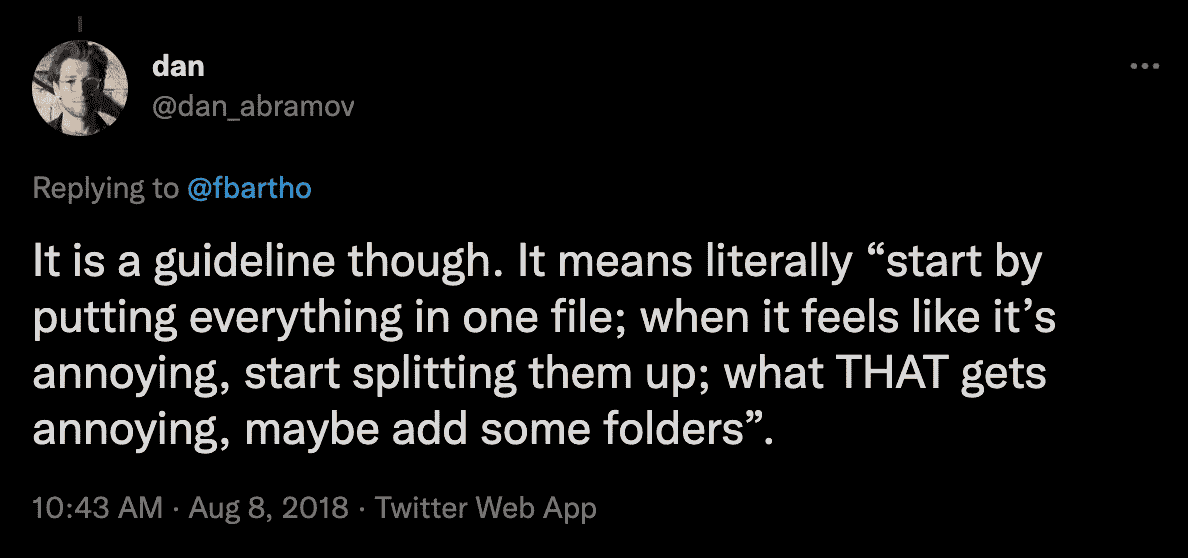 dan
@dan_abramov
Replying to @fbartho
It is a guideline though. It means literally “start by
putting everything in one file; when it feels like it’s
annoying, start splitting them up; what THAT gets
annoying, maybe add some folders”.
10:43 AM · Aug 8, 2018 · Twitter Web App